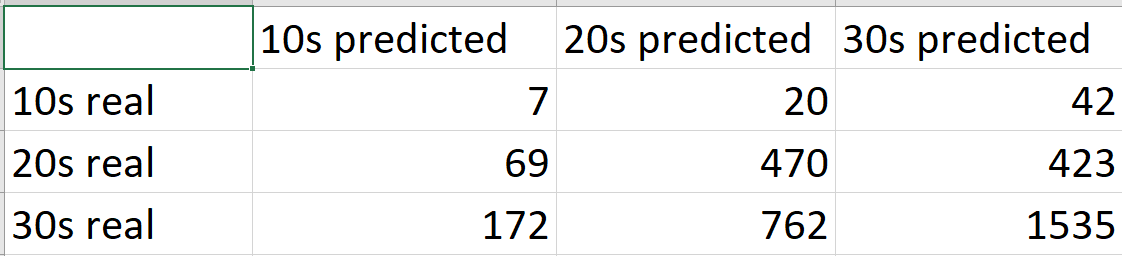 10s predicted 20s predicted 30s predicted
10s real 7 20 42
20s real 69 470 423
30s real 172 762 1535